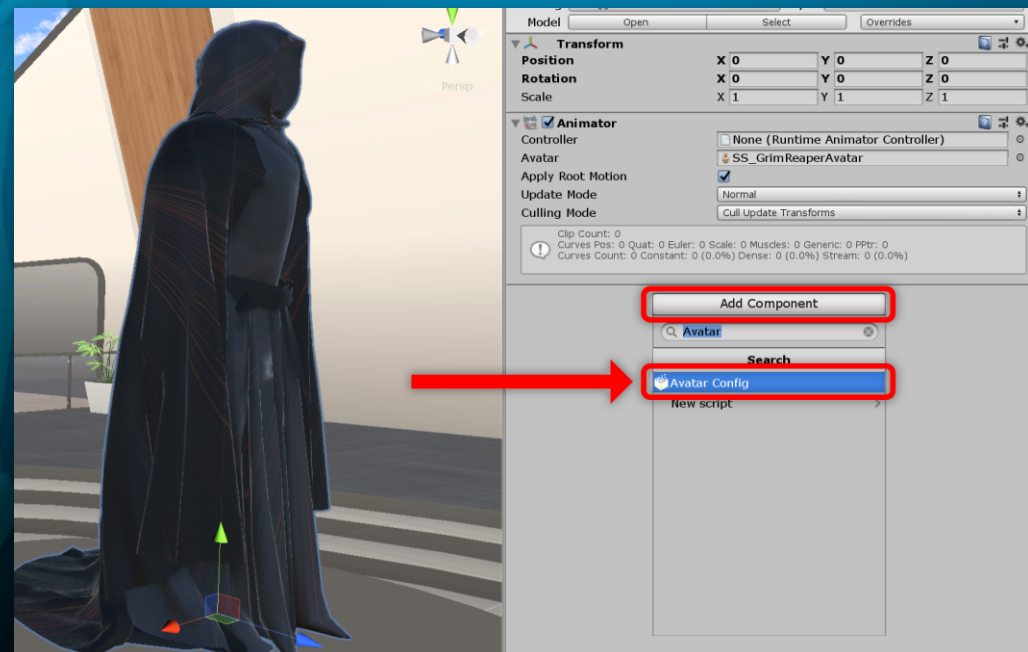 Model Open Select Overrides
Transform
Position X 0 Y 0 Z 0
Rotation X 0 Y 0 Z 0
Scale X 1 Y 1 Z 1
Persp
Animator
Controller None (Runtime Animator Controller)
Avatar SS_GrimReaperAvatar
Apply Root Motion
Update Mode Normal
Culling Mode Cull Update Transforms
Clip Count: 0
Curves Pos: 0 Quat: 0 Euler: 0 Scale: 0 Muscles: 0 Generic: 0 PPtr: 0
Curves Count: 0 Constant: 0 (0.0%) Dense: 0 (0.0%) Stream: 0 (0.0%)
Add Component
Avatar
Search
Avatar Config
New script